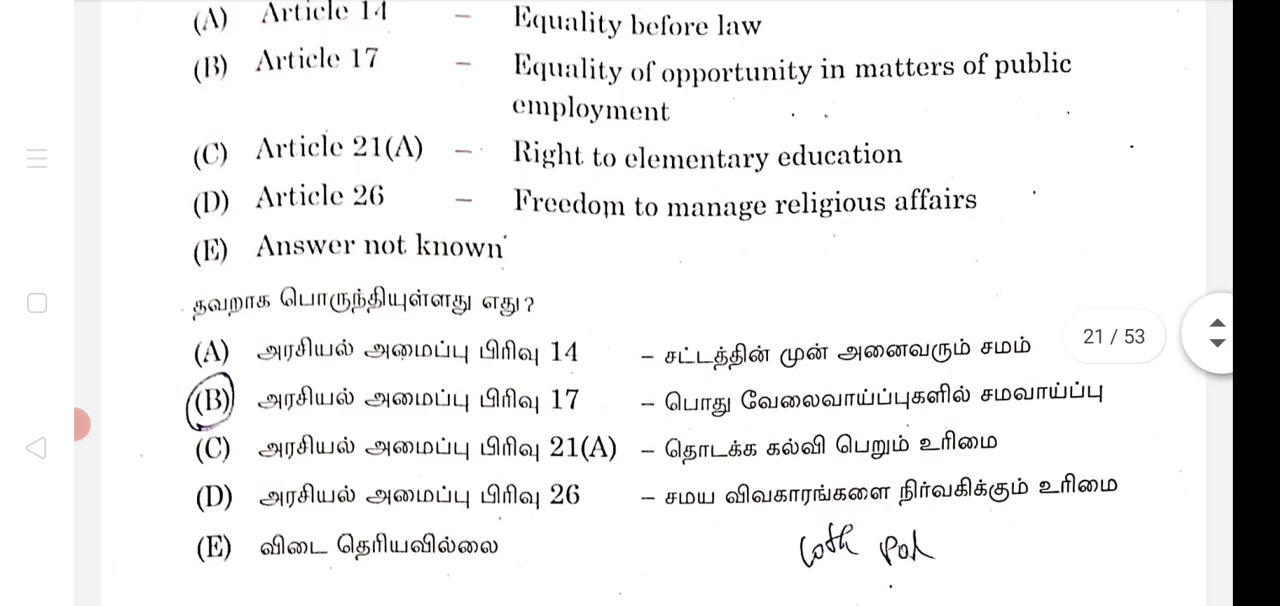 (A) Article 14 – Equality before law
(B) Article 17 – Equality of opportunity in matters of public
employment
(C) Article 21(A) – Right to elementary education
(D) Article 26 – Freedom to manage religious affairs
(E) Answer not known
தவறாக பொருந்தியுள்ளது எது?
(A) அரசியல் அமைப்பு பிரிவு 14 – சட்டத்தின் முன் அனைவரும் சமம்
(B) அரசியல் அமைப்பு பிரிவு 17 – பொது வேலைவாய்ப்புகளில் சமவாய்ப்பு
(C) அரசியல் அமைப்பு பிரிவு 21(A) – தொடக்க கல்வி பெறும் உரிமை
(D) அரசியல் அமைப்பு பிரிவு 26 – சமய விவகாரங்களை நிர்வகிக்கும் உரிமை
(E) விடை தெரியவில்லை
21 / 53